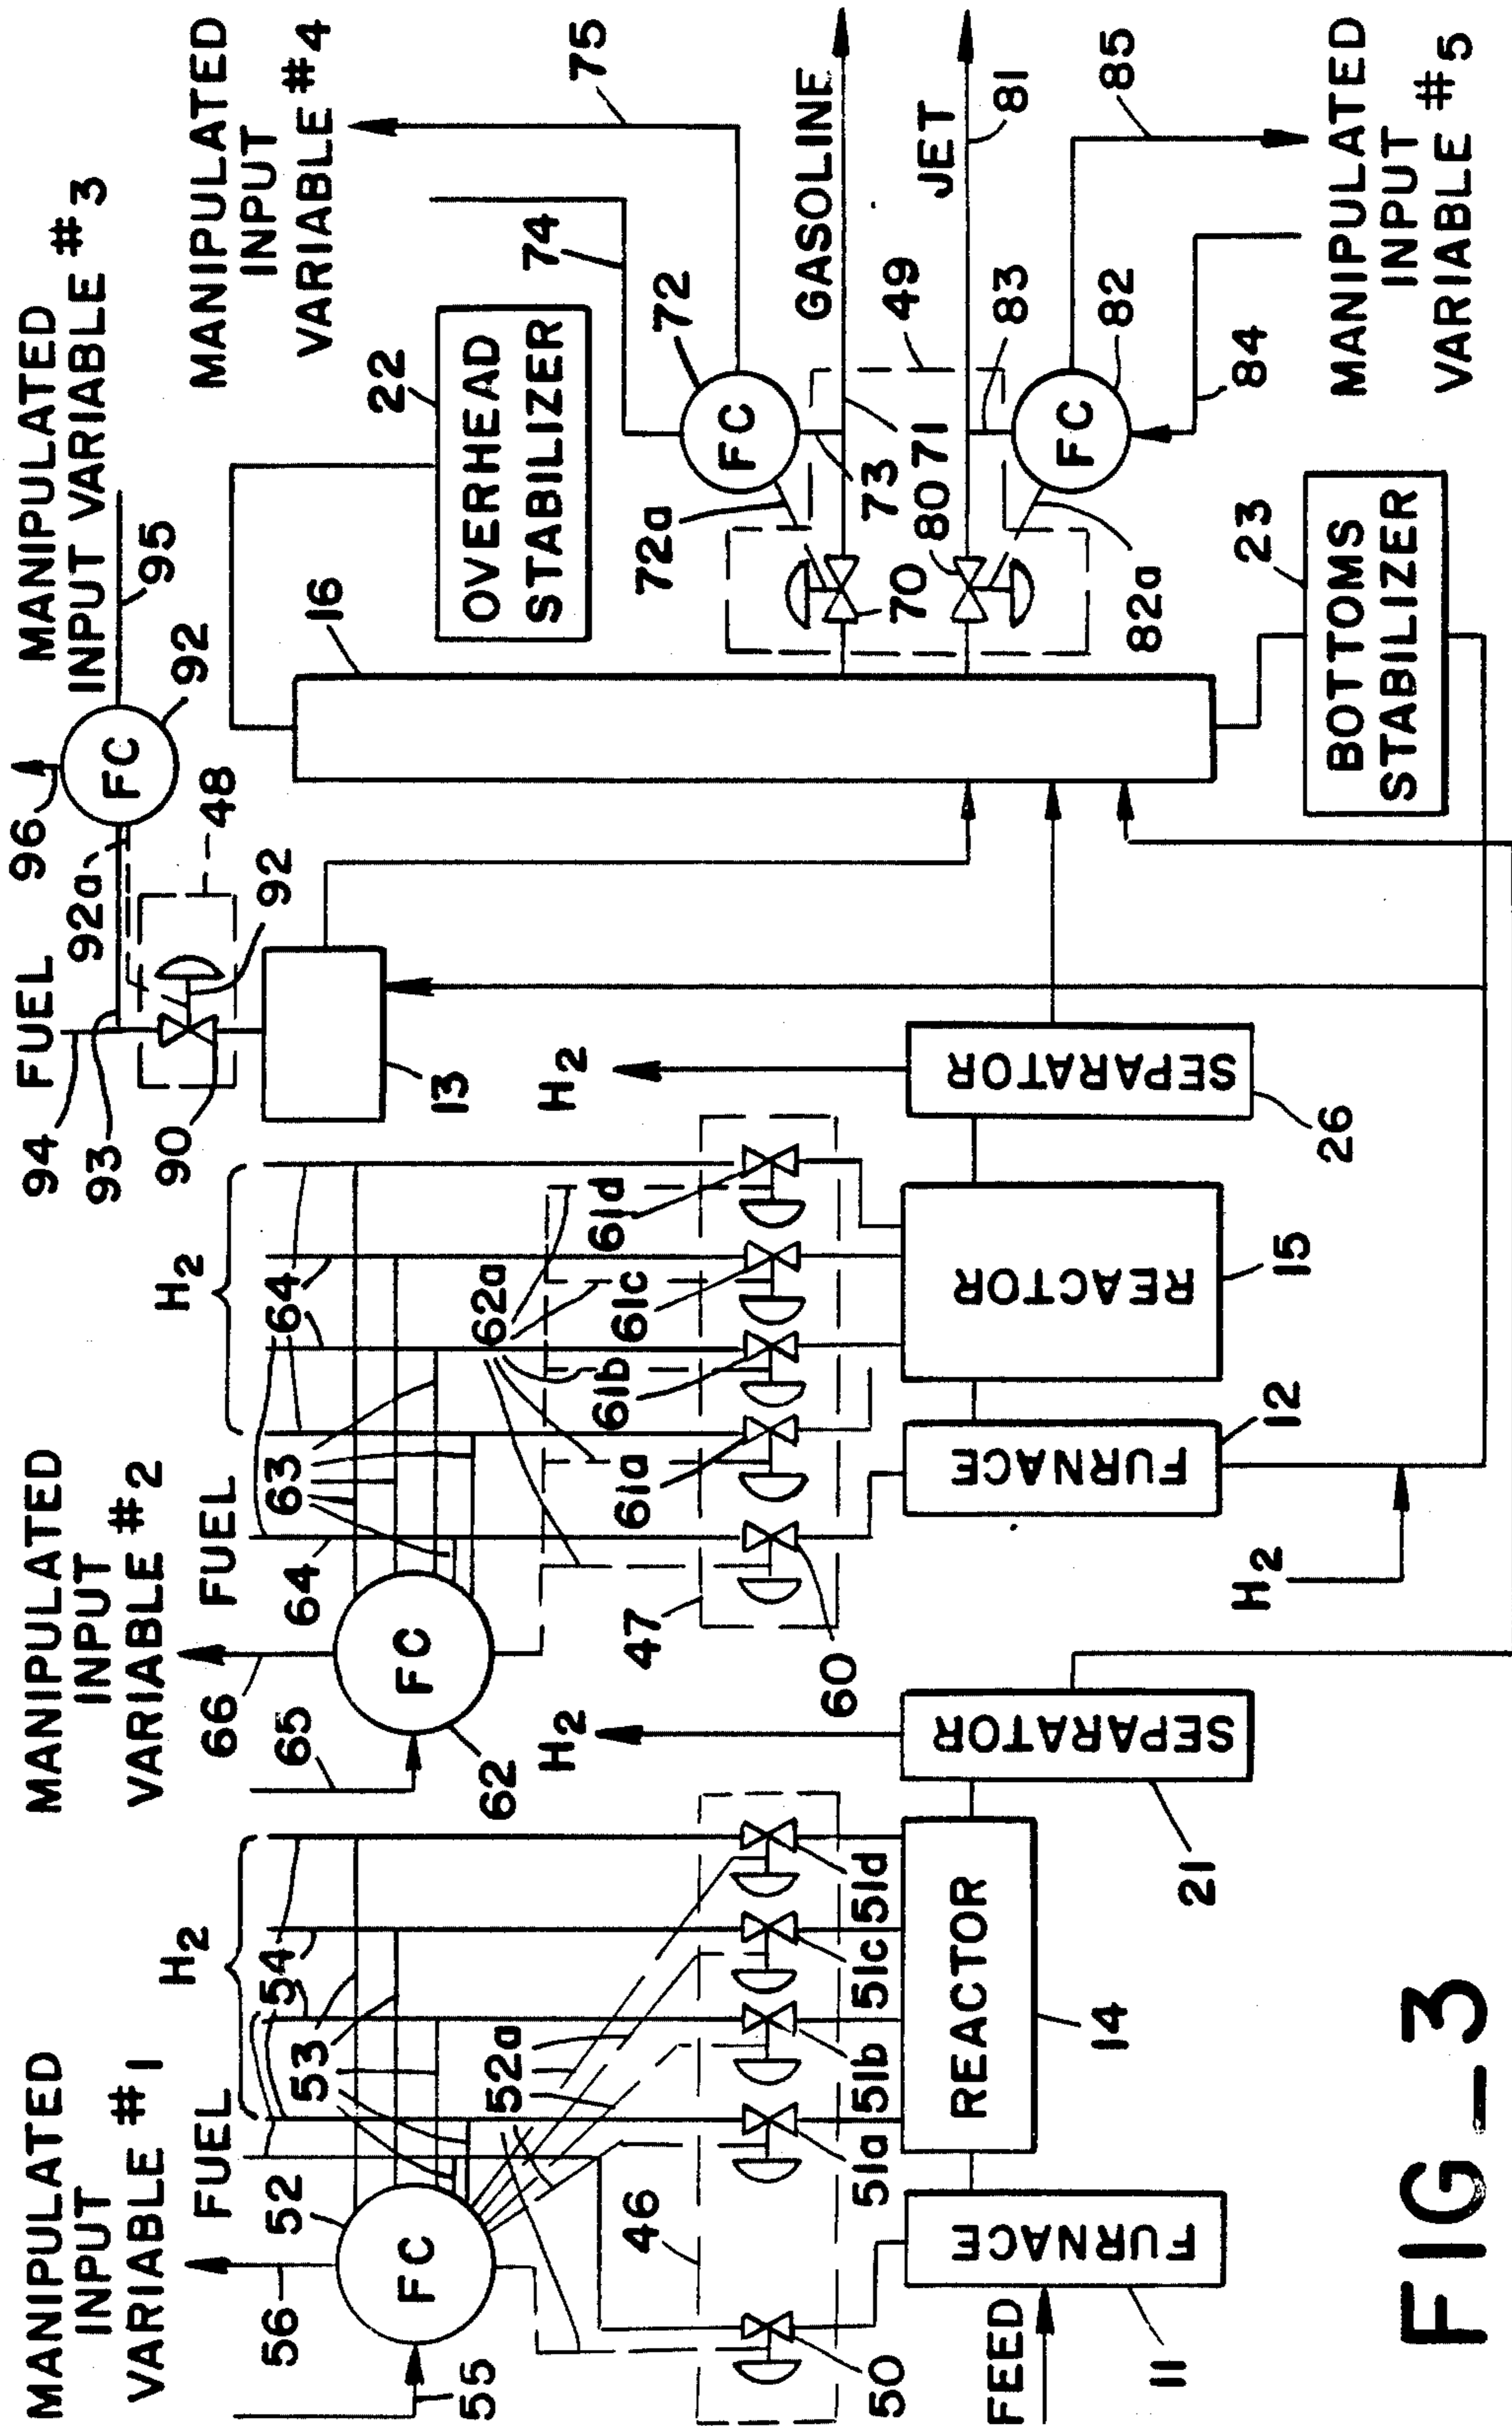 MANIPULATED
INPUT
VARIABLE #1
FUEL
H2
56
52
55
53
54
52a
46
50
51a
51b
51c
51d
FEED
FURNACE
11
REACTOR
14
SEPARATOR
21
H2
MANIPULATED
INPUT
VARIABLE #2
FUEL
H2
66
65
62
64
63
64
62a
47
60
61a
61b
61c
61d
FURNACE
12
H2
REACTOR
15
SEPARATOR
26
H2
FUEL
94
93
90
92a
96
48
92
13
FC
FC
FC
92
95
MANIPULATED
INPUT VARIABLE #3
16
OVERHEAD
STABILIZER
22
MANIPULATED
INPUT
VARIABLE #4
74
75
72
FC
72a
73
70
71
GASOLINE
49
JET
80
81
83
82
FC
82a
84
85
MANIPULATED
INPUT
VARIABLE #5
BOTTOMS
STABILIZER
23
FIG_3